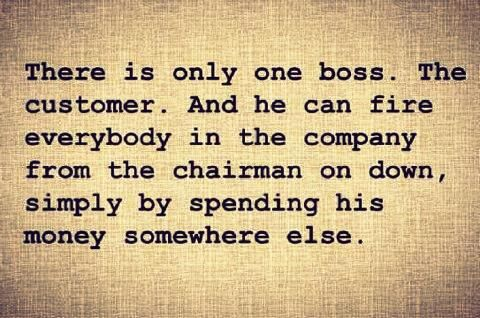 There is only one boss. The
customer. And he can fire
everybody in the company
from the chairman on down,
simply by spending his
money somewhere else.